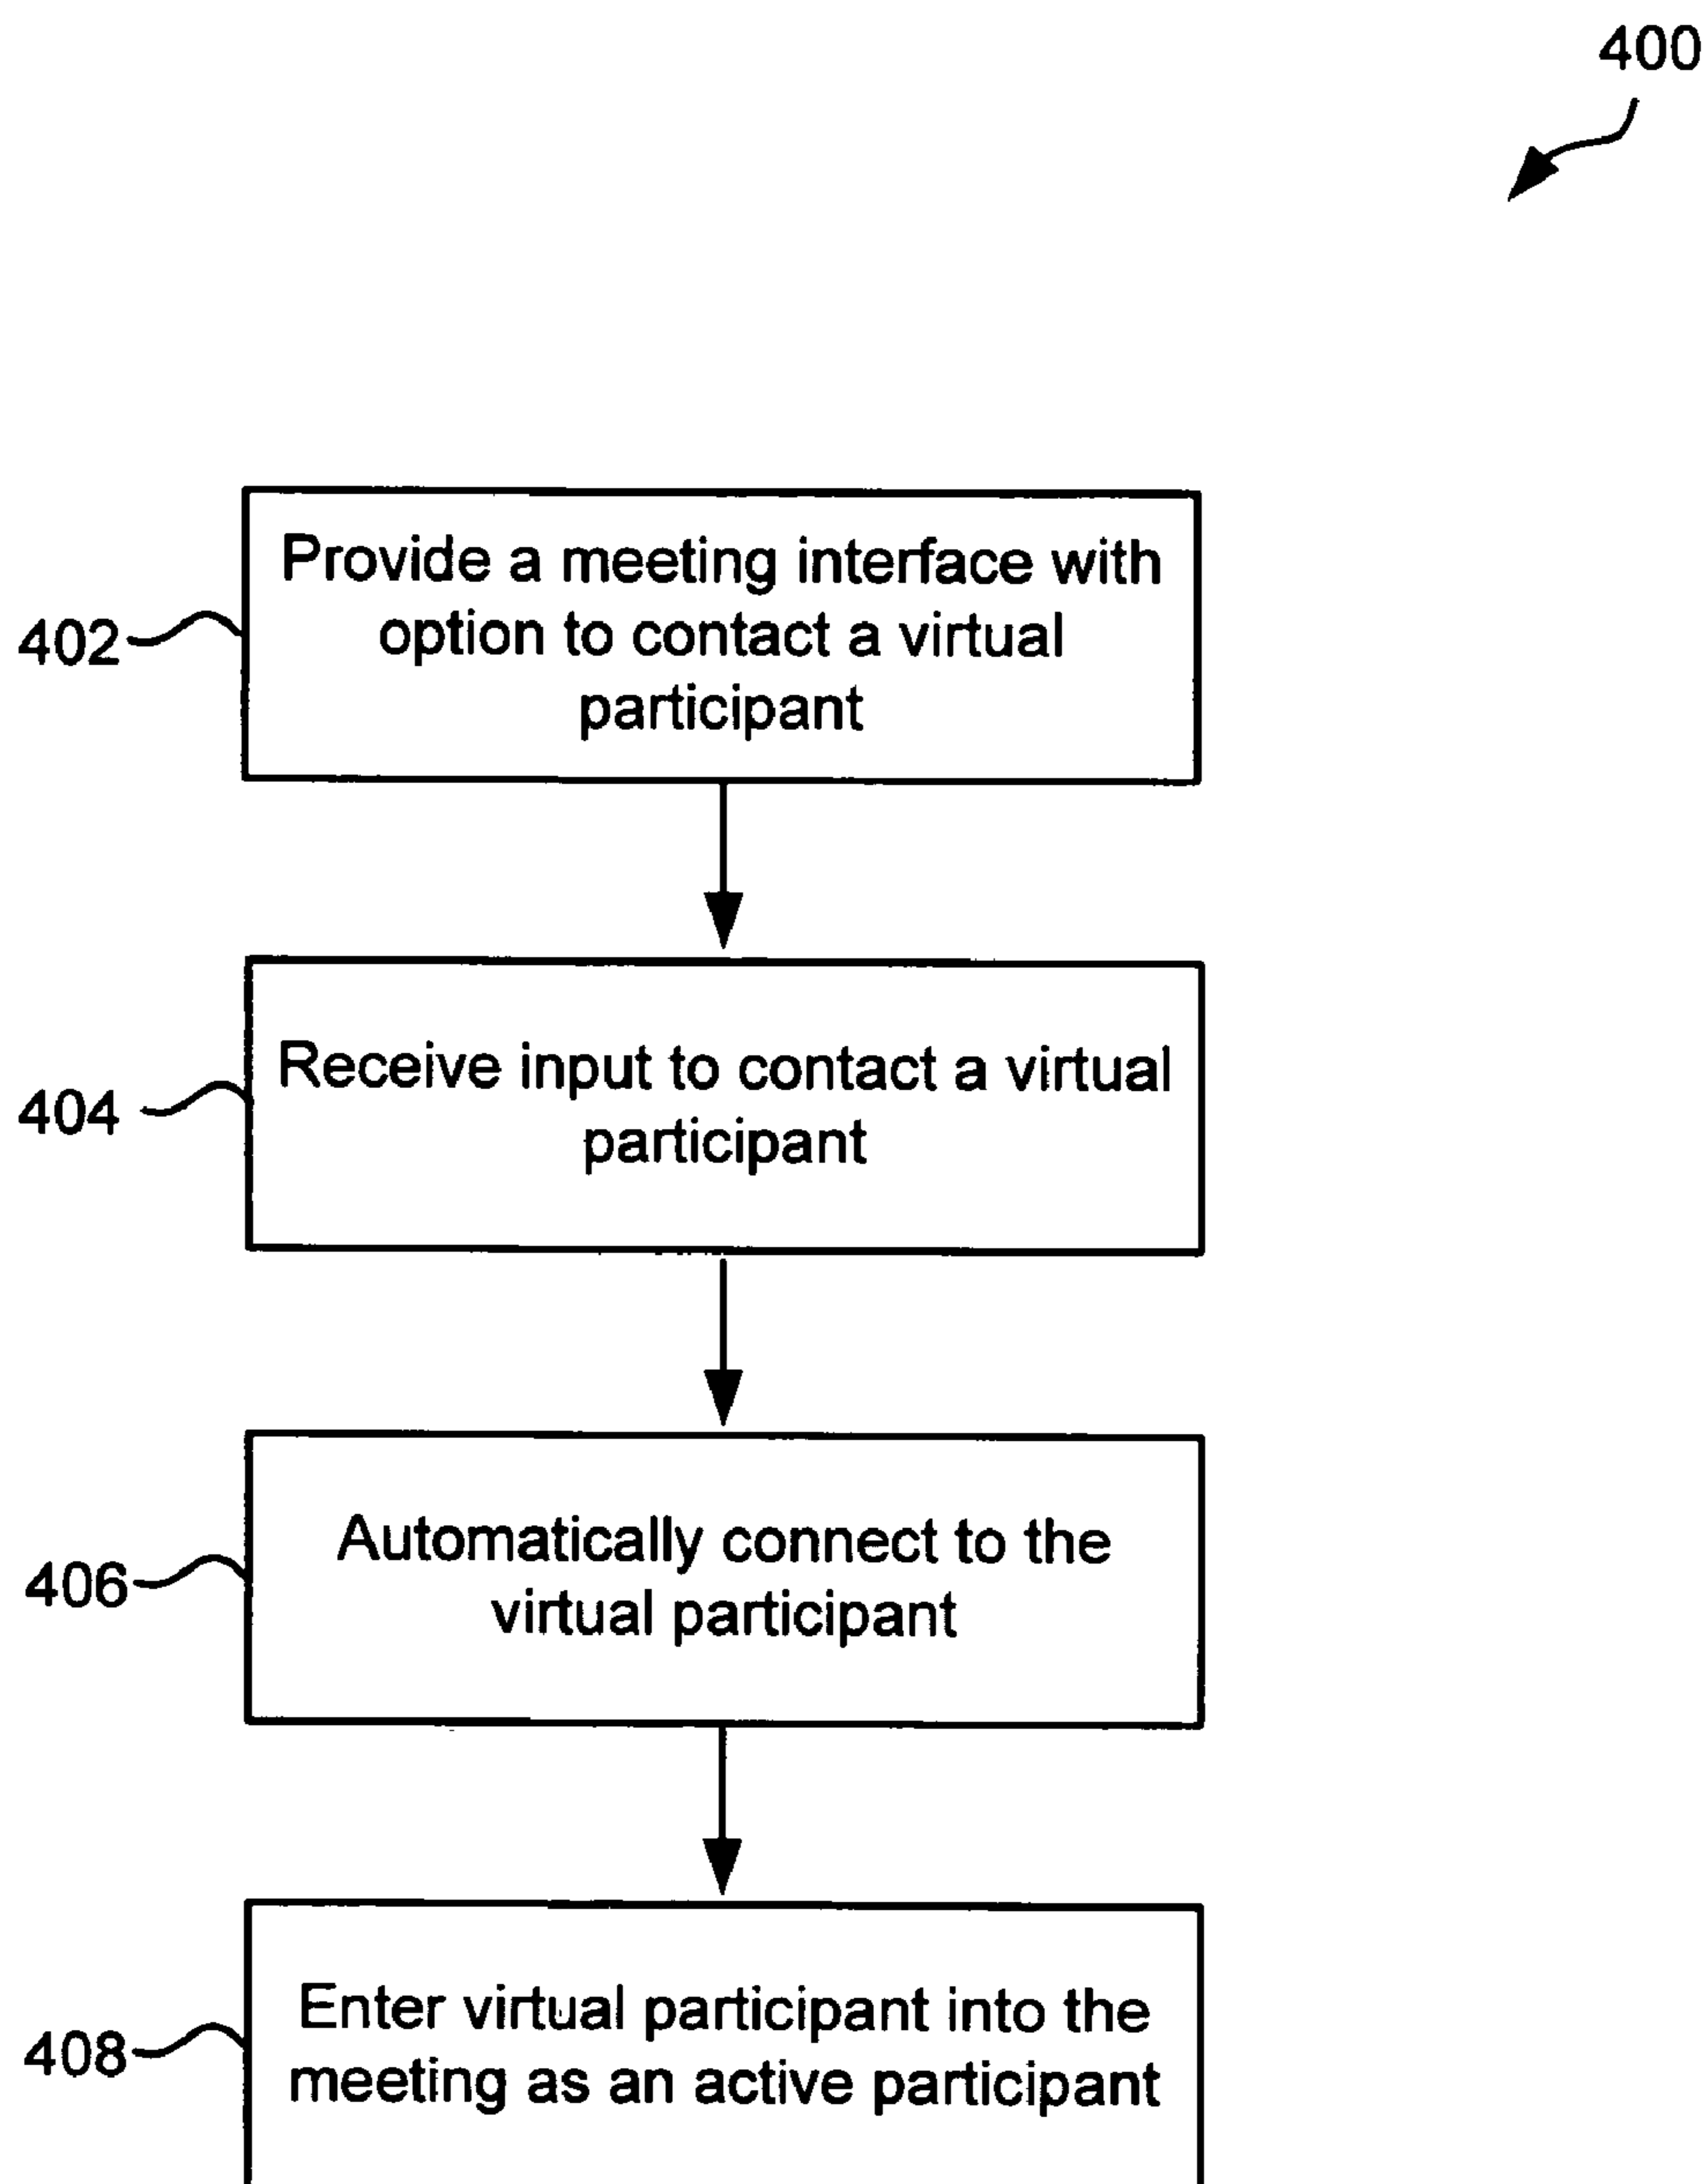 400
402
Provide a meeting interface with
option to contact a virtual
participant
404
Receive input to contact a virtual
participant
406
Automatically connect to the
virtual participant
408
Enter virtual participant into the
meeting as an active participant